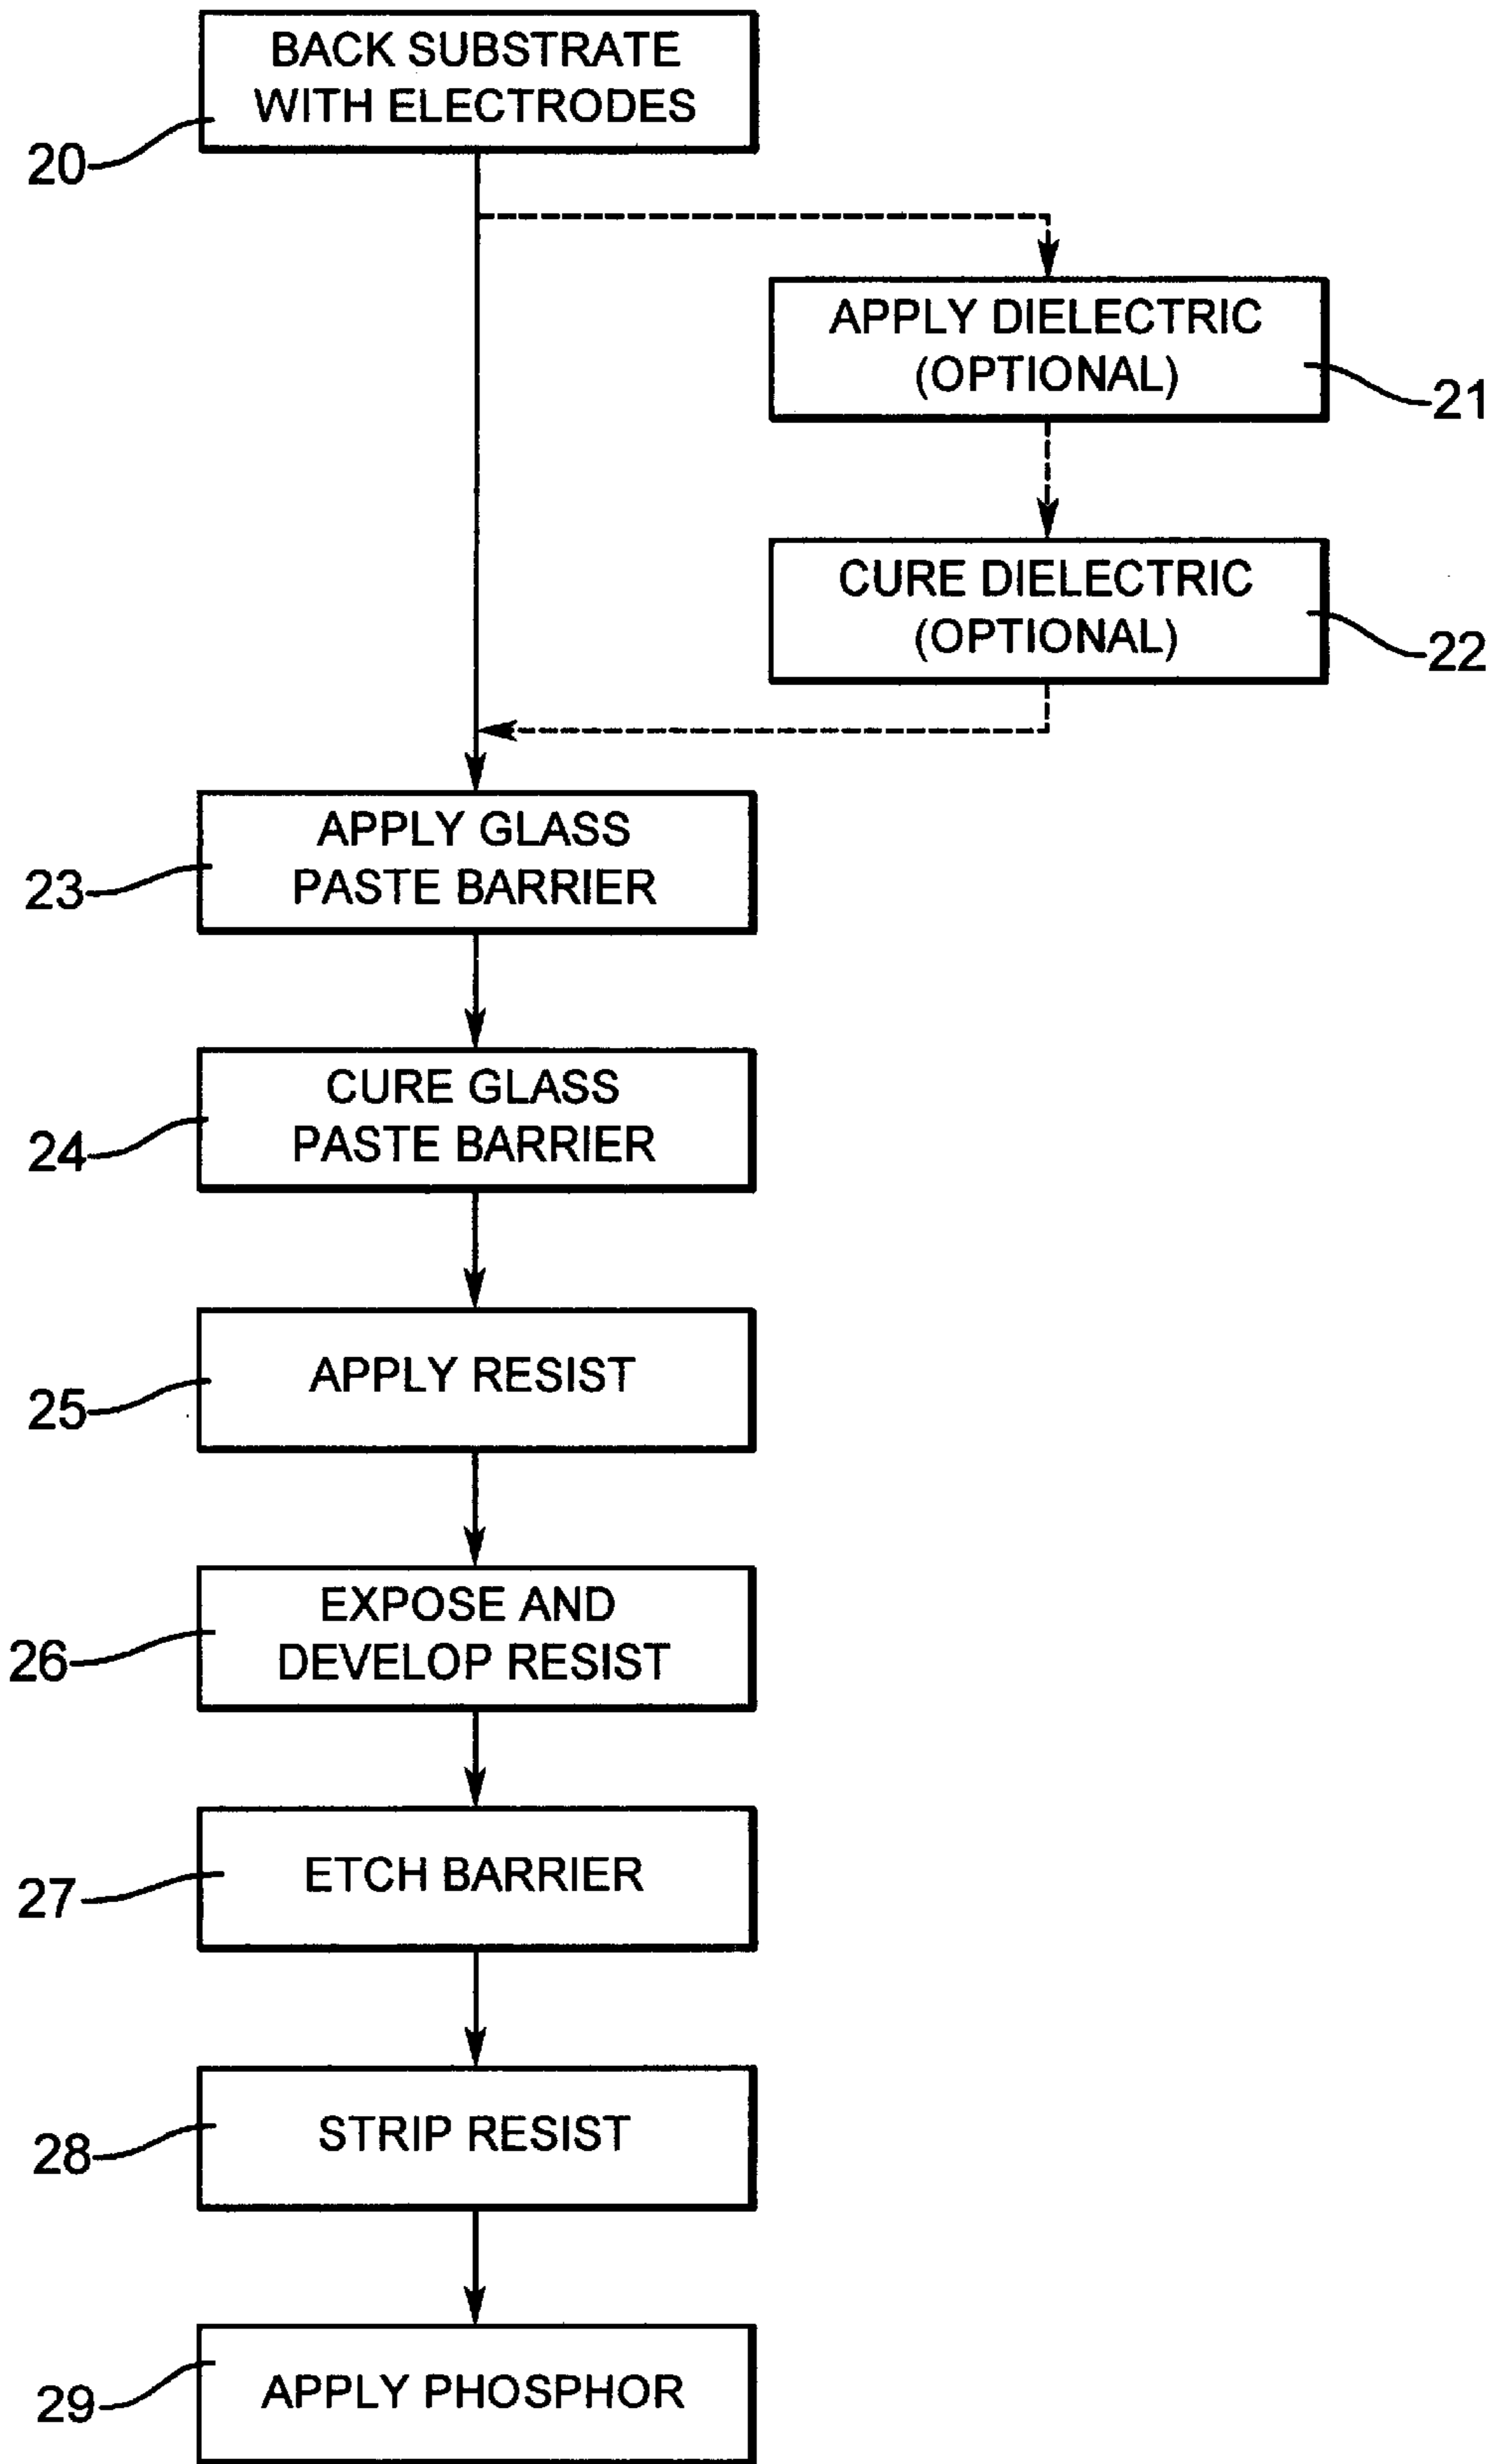 BACK SUBSTRATE
WITH ELECTRODES
20
APPLY DIELECTRIC
(OPTIONAL)
21
CURE DIELECTRIC
(OPTIONAL)
22
APPLY GLASS
PASTE BARRIER
23
CURE GLASS
PASTE BARRIER
24
APPLY RESIST
25
EXPOSE AND
DEVELOP RESIST
26
ETCH BARRIER
27
STRIP RESIST
28
APPLY PHOSPHOR
29